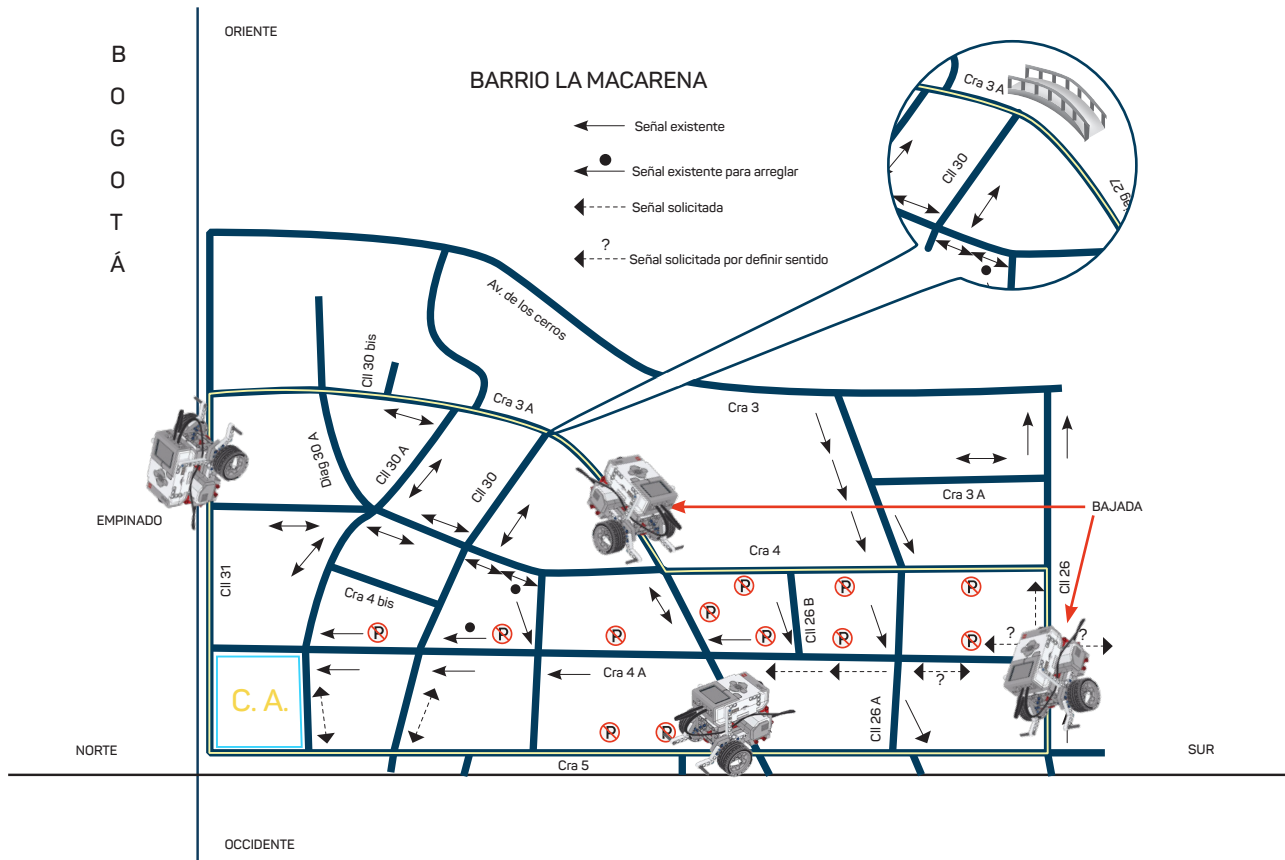 BOGOTÁ
ORIENTE
BARRIO LA MACARENA
Señal existente
Señal existente para arreglar
Señal solicitada
?
Señal solicitada por definir sentido
Cra 3 A
Cll 30
Av. de los cerros
Cll 30 bis
Cra 3 A
Cra 3
Diag 30 A
Cll 30 A
Cll 30
Cra 3 A
EMPINADO
BAJADA
Cra 4
Cll 31
Cll 26
Cra 4 bis
Cll 26 B
P
P
P
P
P
P
P
P
P
P
?
?
Cra 4 A
?
C. A.
Cll 26 A
P
P
NORTE
SUR
Cra 5
OCCIDENTE